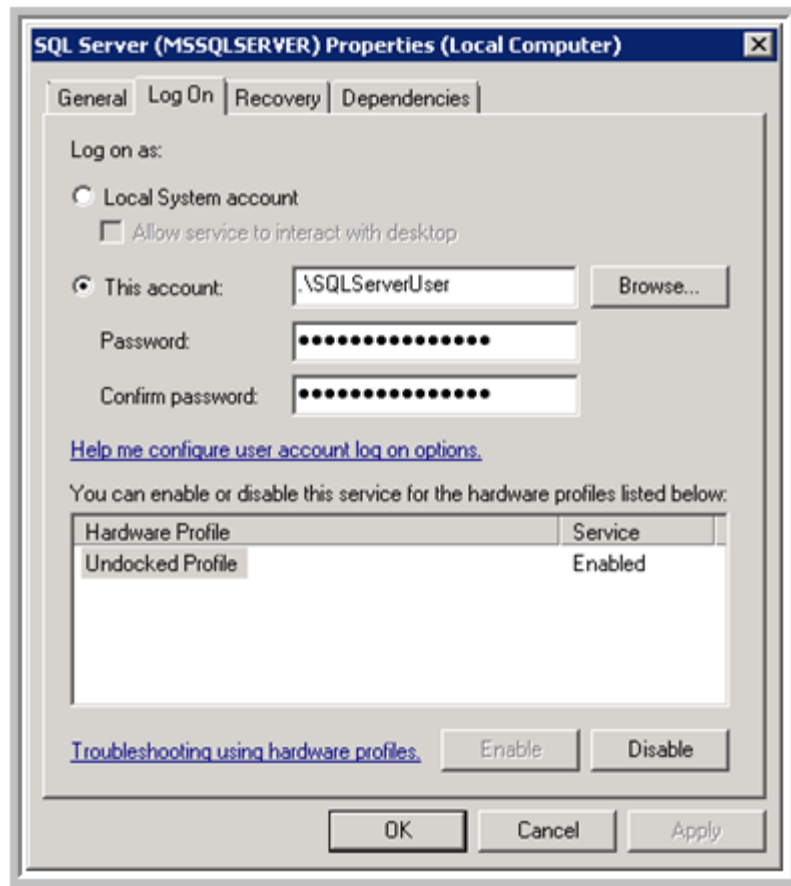 SQL Server (MSSQLSERVER) Properties (Local Computer)
General Log On Recovery Dependencies
Log on as:
Local System account
Allow service to interact with desktop
This account: .\SQLServerUser Browse...
Password: •••••••••••••••
Confirm password: •••••••••••••••
Help me configure user account log on options.
You can enable or disable this service for the hardware profiles listed below:
Hardware Profile Service
Undocked Profile Enabled
Troubleshooting using hardware profiles. Enable Disable
OK Cancel Apply